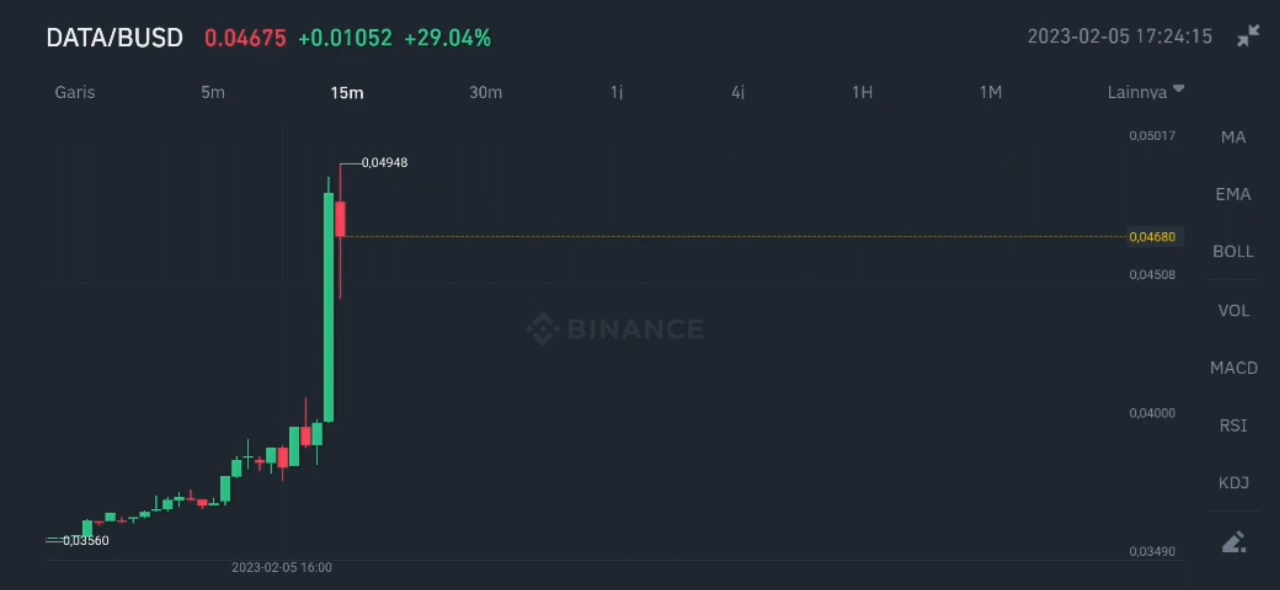 DATA/BUSD 0.04675 +0.01052 +29.04% 2023-02-05 17:24:15
Garis 5m 15m 30m 1j 4j 1H 1M Lainnya
0,05017 MA
0,04948
EMA
0,04680
BOLL
0,04508
VOL
BINANCE
MACD
0,04000
RSI
KDJ
0,03560
0,03490
2023-02-05 16:00